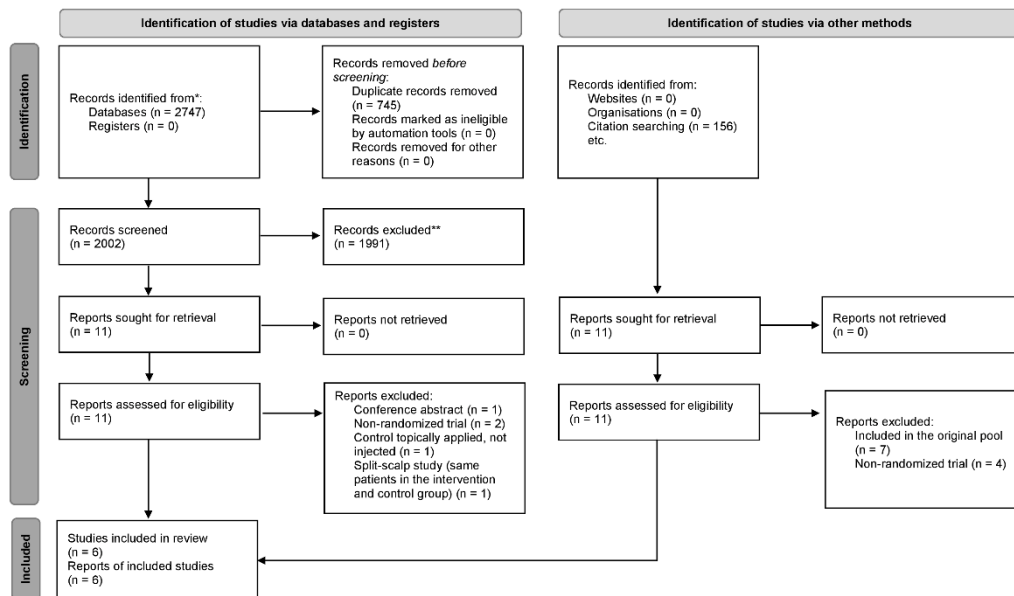 Identification of studies via databases and registers
Identification of studies via other methods
Identification
Records identified from*:
Databases (n = 2747)
Registers (n = 0)
Records removed before
screening:
Duplicate records removed
(n = 745)
Records marked as ineligible
by automation tools (n = 0)
Records removed for other
reasons (n = 0)
Records identified from:
Websites (n = 0)
Organisations (n = 0)
Citation searching (n = 156)
etc.
Screening
Records screened
(n = 2002)
Records excluded**
(n = 1991)
Reports sought for retrieval
(n = 11)
Reports not retrieved
(n = 0)
Reports sought for retrieval
(n = 11)
Reports not retrieved
(n = 0)
Reports assessed for eligibility
(n = 11)
Reports excluded:
Conference abstract (n = 1)
Non-randomized trial (n = 2)
Control topically applied, not
injected (n = 1)
Split-scalp study (same
patients in the intervention
and control group) (n = 1)
Reports assessed for eligibility
(n = 11)
Reports excluded:
Included in the original pool
(n = 7)
Non-randomized trial (n = 4)
Included
Studies included in review
(n = 6)
Reports of included studies
(n = 6)